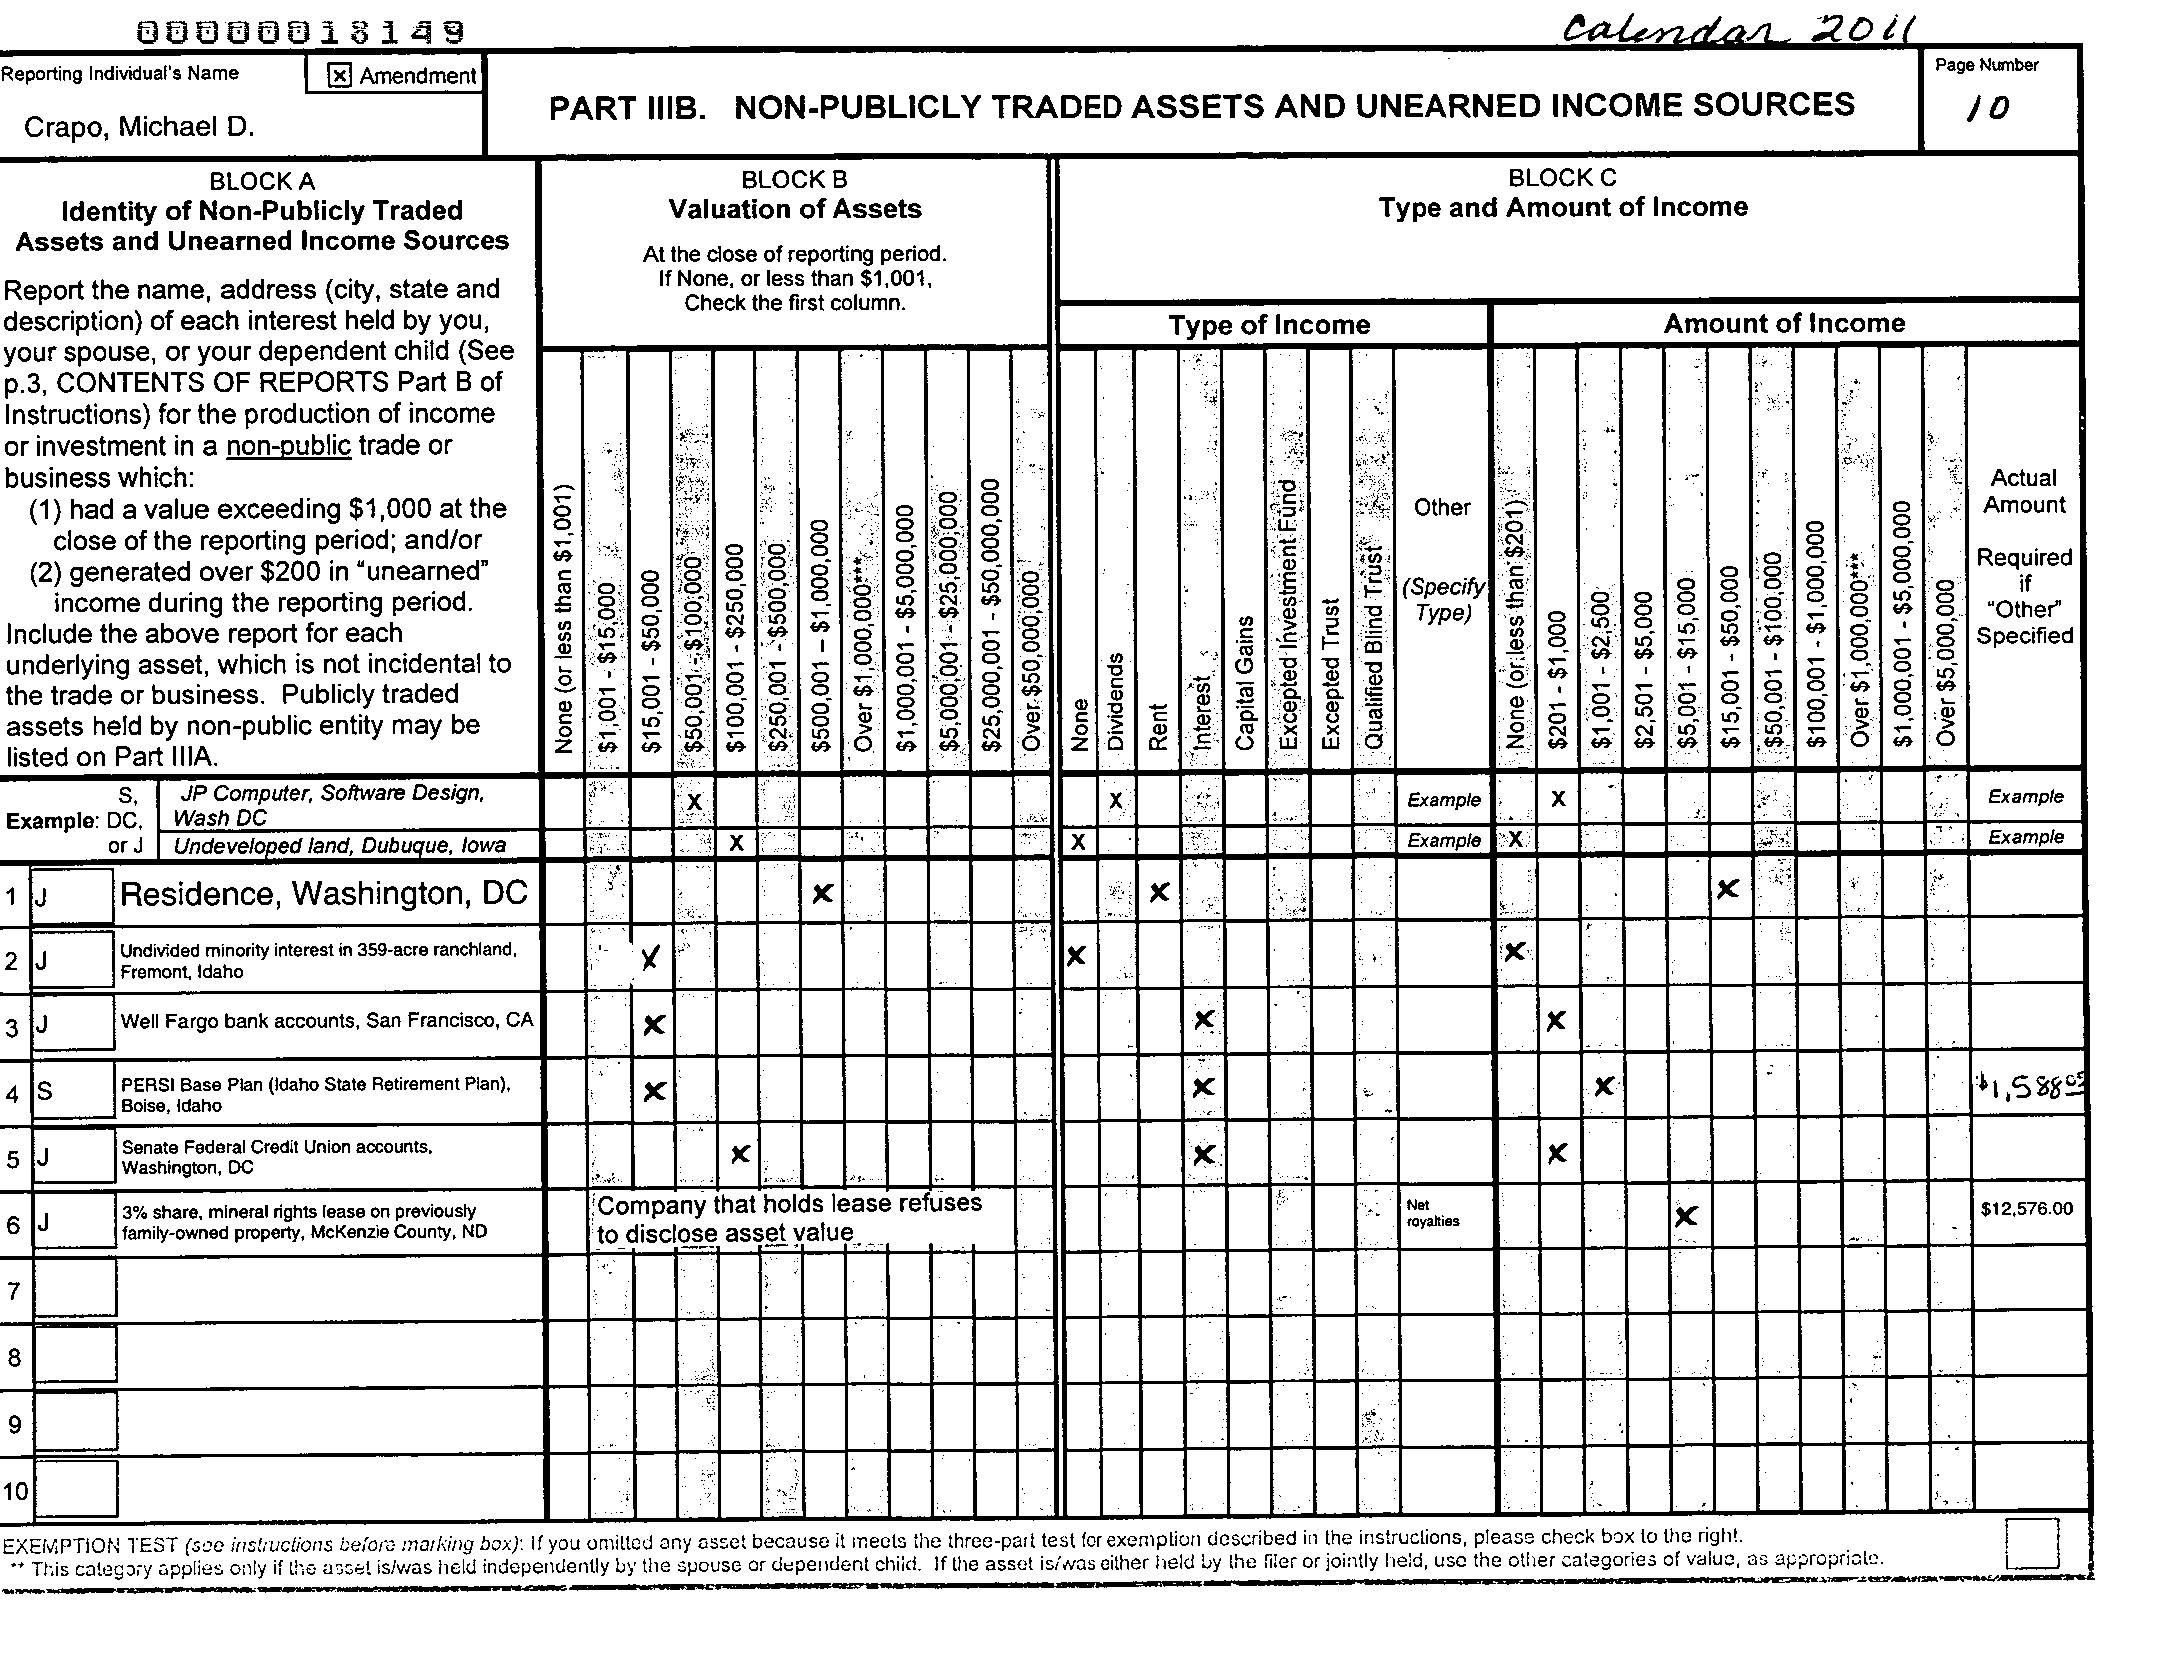 00000018149
Calendar 2011
Reporting Individual's Name
[x] Amendment
Crapo, Michael D.
PART IIIB. NON-PUBLICLY TRADED ASSETS AND UNEARNED INCOME SOURCES
Page Number
10
BLOCK A
Identity of Non-Publicly Traded
Assets and Unearned Income Sources
Report the name, address (city, state and
description) of each interest held by you,
your spouse, or your dependent child (See
p.3, CONTENTS OF REPORTS Part B of
Instructions) for the production of income
or investment in a non-public trade or
business which:
(1) had a value exceeding $1,000 at the
close of the reporting period; and/or
(2) generated over $200 in "unearned"
income during the reporting period.
Include the above report for each
underlying asset, which is not incidental to
the trade or business. Publicly traded
assets held by non-public entity may be
listed on Part IIIA.
BLOCK B
Valuation of Assets
At the close of reporting period.
If None, or less than $1,001,
Check the first column.
None (or less than $1,001)
$1,001 - $15,000
$15,001 - $50,000
$50,001 - $100,000
$100,001 - $250,000
$250,001 - $500,000
$500,001 – $1,000,000
Over $1,000,000***
$1,000,001 - $5,000,000
$5,000,001 - $25,000,000
$25,000,001 - $50,000,000
Over $50,000,000
BLOCK C
Type and Amount of Income
Type of Income
None
Dividends
Rent
Interest
Capital Gains
Excepted Investment Fund
Excepted Trust
Qualified Blind Trust
Other
(Specify
Type)
Amount of Income
None (or less than $201)
$201 - $1,000
$1,001 - $2,500
$2,501 - $5,000
$5,001 - $15,000
$15,001 - $50,000
$50,001 - $100,000
$100,001 - $1,000,000
Over $1,000,000***
$1,000,001 - $5,000,000
Over $5,000,000
Actual
Amount
Required
if
"Other"
Specified
Example: S, DC, or J
JP Computer, Software Design,
Wash DC
X X Example X Example
Undeveloped land, Dubuque, Iowa X X Example X Example
1 J Residence, Washington, DC X X X
2 J Undivided minority interest in 359-acre ranchland,
Fremont, Idaho X X X
3 J Well Fargo bank accounts, San Francisco, CA X X X
4 S PERSI Base Plan (Idaho State Retirement Plan),
Boise, Idaho X X X $1,588.05
5 J Senate Federal Credit Union accounts,
Washington, DC X X X
6 J 3% share, mineral rights lease on previously
family-owned property, McKenzie County, ND
Company that holds lease refuses
to disclose asset value
Net
royalties
X $12,576.00
7
8
9
10
EXEMPTION TEST (see instructions before marking box): If you omitted any asset because it meets the three-part test for exemption described in the instructions, please check box to the right.
** This category applies only if the asset is/was held independently by the spouse or dependent child. If the asset is/was either held by the filer or jointly held, use the other categories of value, as appropriate.